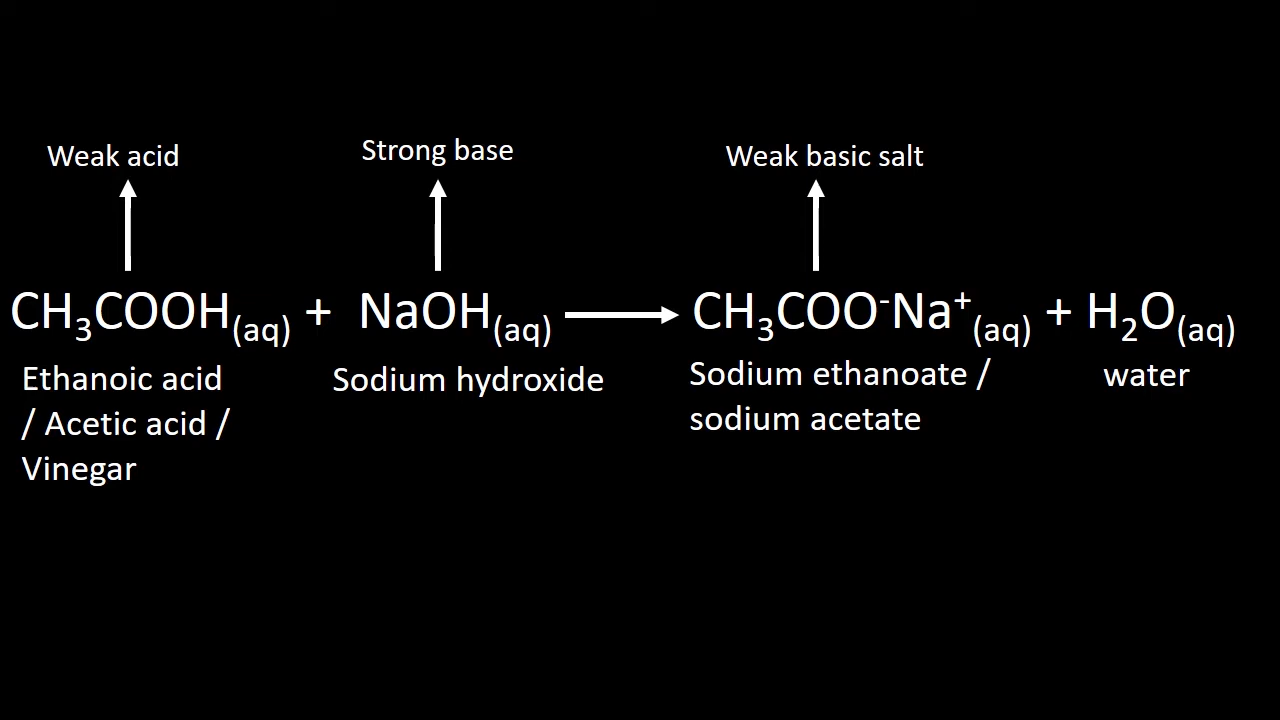 Weak acid
Strong base
Weak basic salt
CH₃COOH₍aq₎ + NaOH₍aq₎ ⟶ CH₃COO⁻Na⁺₍aq₎ + H₂O₍aq₎
Ethanoic acid
/ Acetic acid /
Vinegar
Sodium hydroxide
Sodium ethanoate /
sodium acetate
water